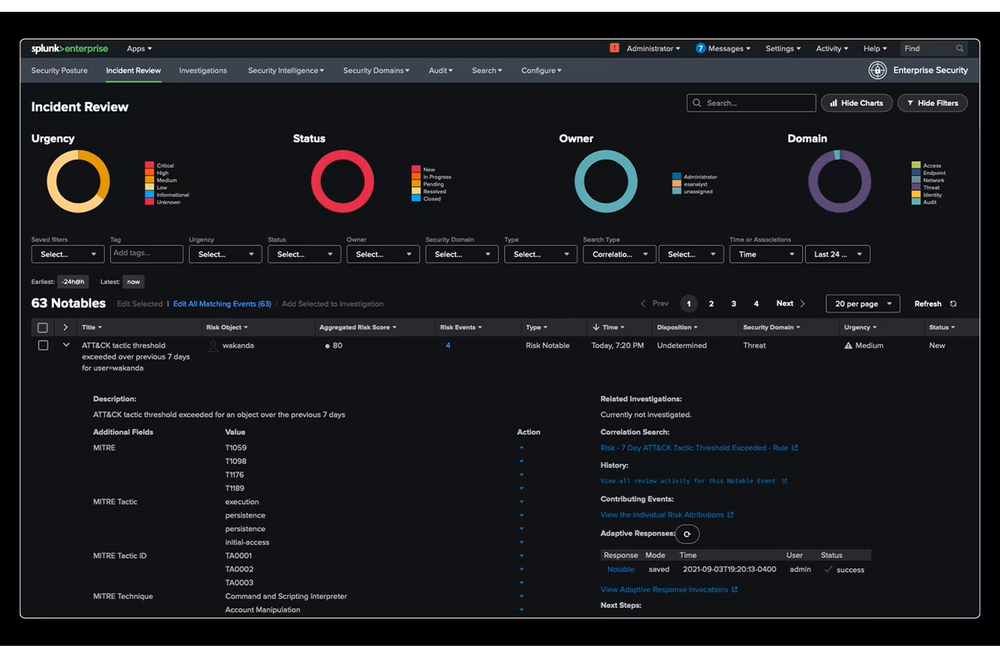 splunk>enterprise Apps Administrator 7 Messages Settings Activity Help Find
Security Posture Incident Review Investigations Security Intelligence Security Domains Audit Search Configure Enterprise Security
Incident Review Search... Hide Charts Hide Filters
Urgency Status Owner Domain
Critical
High
Medium
Low
Informational
Unknown
New
In Progress
Pending
Resolved
Closed
Administrator
esanalyst
unassigned
Access
Endpoint
Network
Threat
Identity
Audit
Saved filters Tag Urgency Status Owner Security Domain Type Search Type Time or Associations
Select... Add tags... Select... Select... Select... Select... Select... Correlatio... Select... Time Last 24 ...
Earliest: -24h@h Latest: now
63 Notables Edit Selected | Edit All Matching Events (63) | Add Selected to Investigation Prev 1 2 3 4 Next 20 per page Refresh
Title Risk Object Aggregated Risk Score Risk Events Type Time Disposition Security Domain Urgency Status
ATT&CK tactic threshold wakanda 80 4 Risk Notable Today, 7:20 PM Undetermined Threat Medium New
exceeded over previous 7 days
for user=wakanda
Description: Related Investigations:
ATT&CK tactic threshold exceeded for an object over the previous 7 days Currently not investigated.
Additional Fields Value Action Correlation Search:
MITRE T1059 Risk - 7 Day ATT&CK Tactic Threshold Exceeded - Rule
T1098 History:
T1176 View all review activity for this Notable Event
T1189
MITRE Tactic execution Contributing Events:
persistence View the individual Risk Attributions
persistence Adaptive Responses:
initial-access
MITRE Tactic ID TA0001 Response Mode Time User Status
TA0002 Notable saved 2021-09-03T19:20:13-0400 admin success
TA0003 View Adaptive Response Invocations
MITRE Technique Command and Scripting Interpreter Next Steps:
Account Manipulation